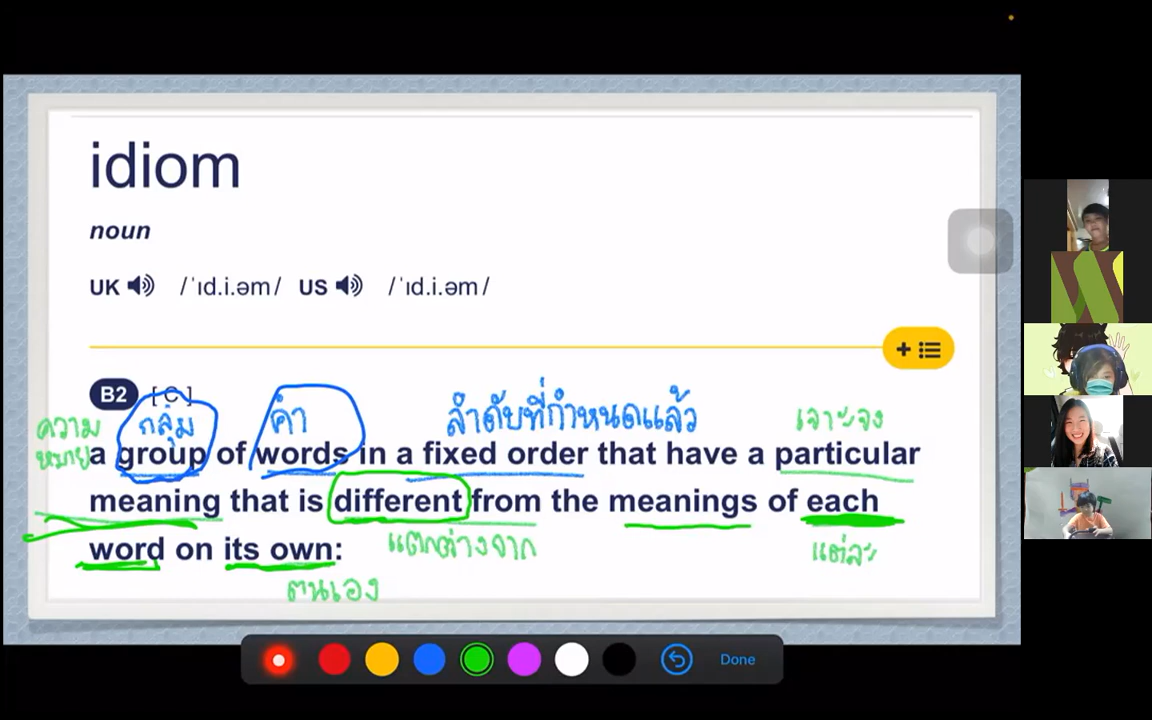 idiom
noun
UK /ˈɪd.i.əm/ US /ˈɪd.i.əm/
B2 [ C ]
ความ กลุ่ม คำ ลำดับที่กำหนดแล้ว เจาะจง
หมาย a group of words in a fixed order that have a particular
meaning that is different from the meanings of each
แตกต่างจาก แต่ละ
word on its own:
ตนเอง
Done